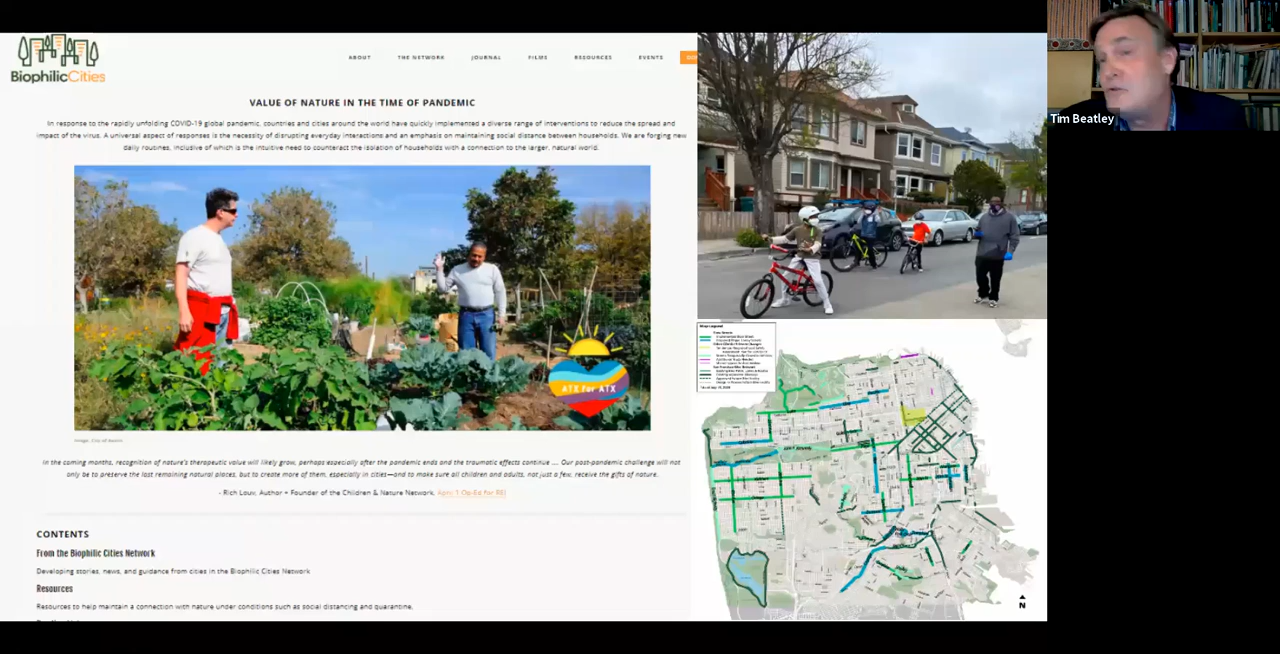 BiophilicCities
ABOUT THE NETWORK JOURNAL FILMS RESOURCES EVENTS
VALUE OF NATURE IN THE TIME OF PANDEMIC
In response to the rapidly unfolding COVID-19 global pandemic, countries and cities around the world have quickly implemented a diverse range of interventions to reduce the spread and
impact of the virus. A universal aspect of responses is the necessity of disrupting everyday interactions and an emphasis on maintaining social distance between households. We are forging new
daily routines, inclusive of which is the intuitive need to counteract the isolation of households with a connection to the larger, natural world.
ATX for ATX
Image: City of Austin
In the coming months, recognition of nature's therapeutic value will likely grow, perhaps especially after the pandemic ends and the traumatic effects continue .... Our post-pandemic challenge will not
only be to preserve the last remaining natural places, but to create more of them, especially in cities—and to make sure all children and adults, not just a few, receive the gifts of nature.
- Rich Louv, Author + Founder of the Children & Nature Network, April 1 Op-Ed for REI
CONTENTS
From the Biophilic Cities Network
Developing stories, news, and guidance from cities in the Biophilic Cities Network
Resources
Resources to help maintain a connection with nature under conditions such as social distancing and quarantine.
Tim Beatley
N